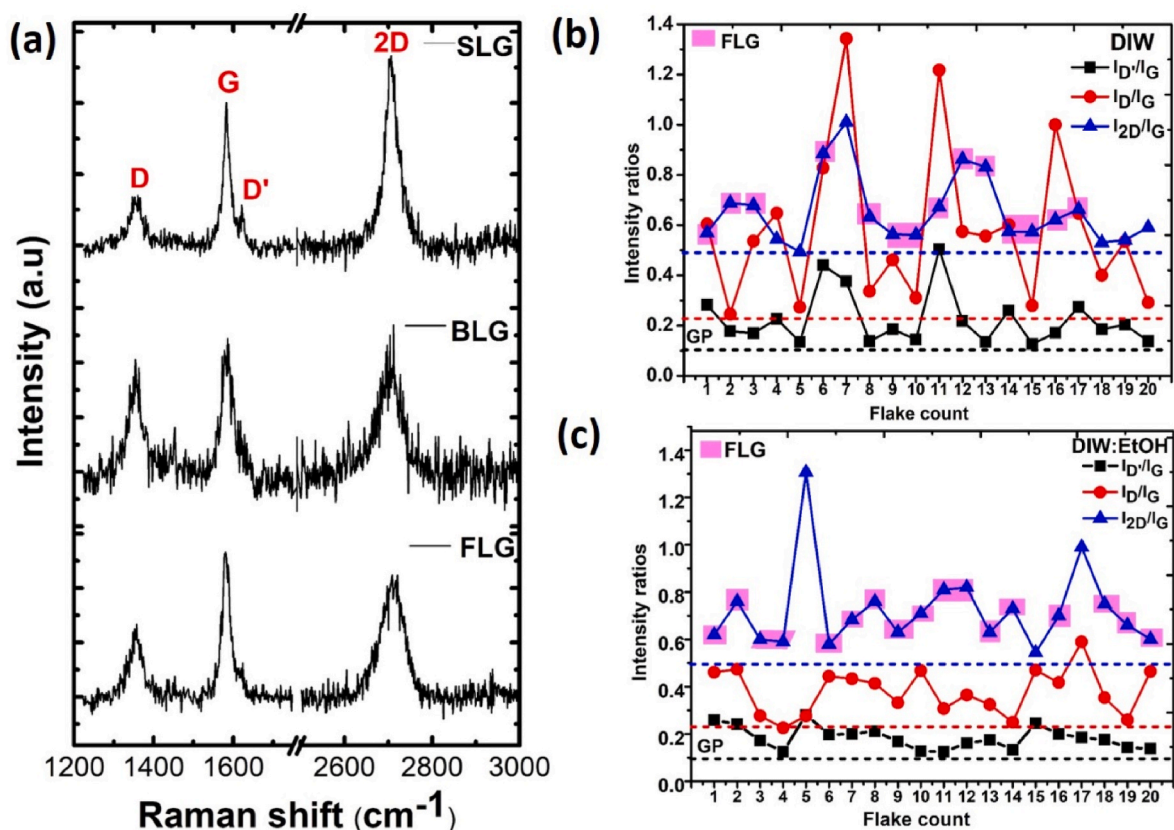 (a)
SLG
2D
G
D
D'
BLG
FLG
Intensity (a.u)
1200 1400 1600 2600 2800 3000
Raman shift (cm-1)
(b)
FLG
DIW
ID'/IG
ID/IG
I2D/IG
1.4
1.2
1.0
0.8
0.6
0.4
0.2
0.0
Intensity ratios
GP
1 2 3 4 5 6 7 8 9 10 11 12 13 14 15 16 17 18 19 20
Flake count
(c)
FLG
DIW:EtOH
ID'/IG
ID/IG
I2D/IG
1.4
1.2
1.0
0.8
0.6
0.4
0.2
0.0
Intensity ratios
GP
1 2 3 4 5 6 7 8 9 10 11 12 13 14 15 16 17 18 19 20
Flake count